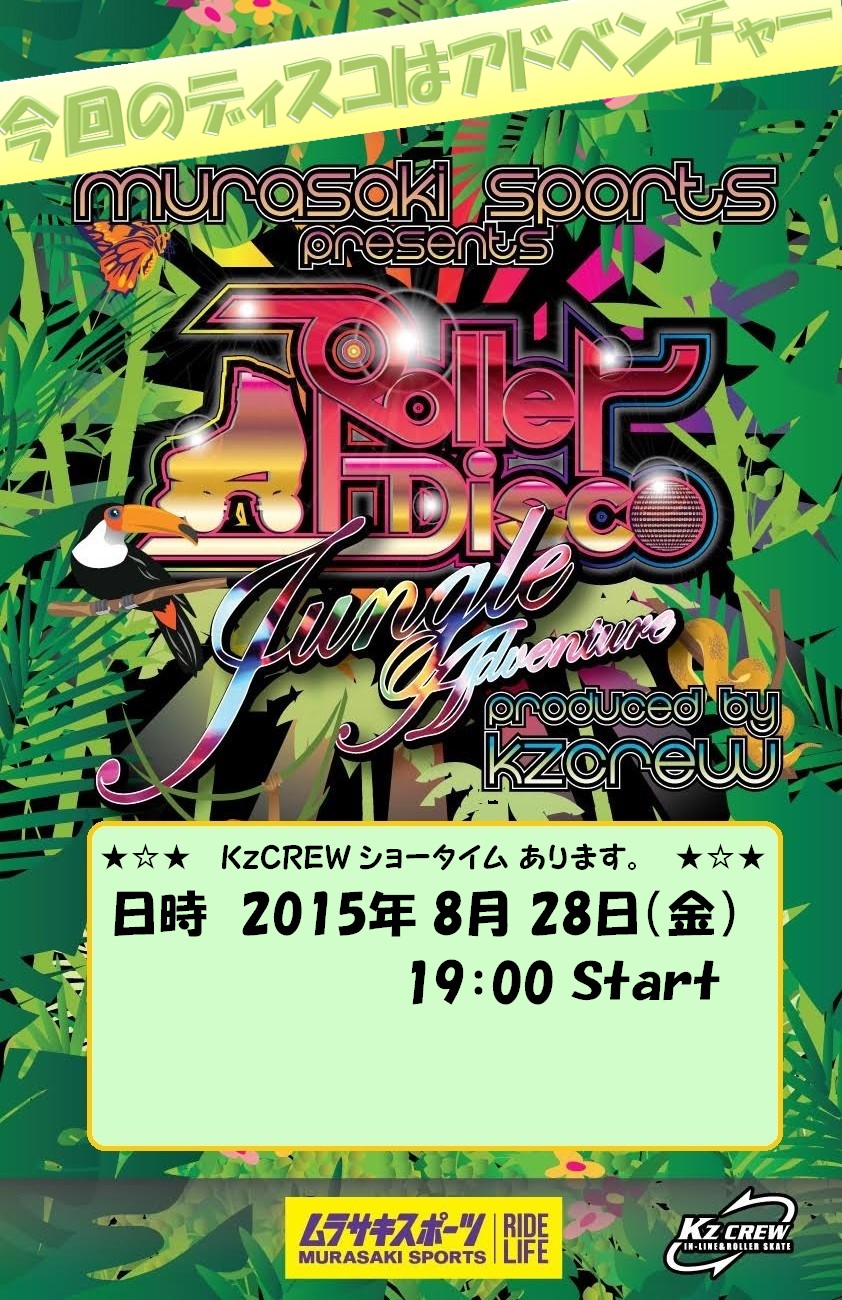 今回のディスコはアドベンチャー
murasaki sports
presents
Roller
Disco
Jungle
Adventure
produced by
kzcrew
★☆★ KzCREW ショータイム あります。 ★☆★
日時 2015年 8月 28日(金)
19:00 Start
ムラサキスポーツ
MURASAKI SPORTS
RIDE
LIFE
KZ CREW
IN-LINE&ROLLER SKATE